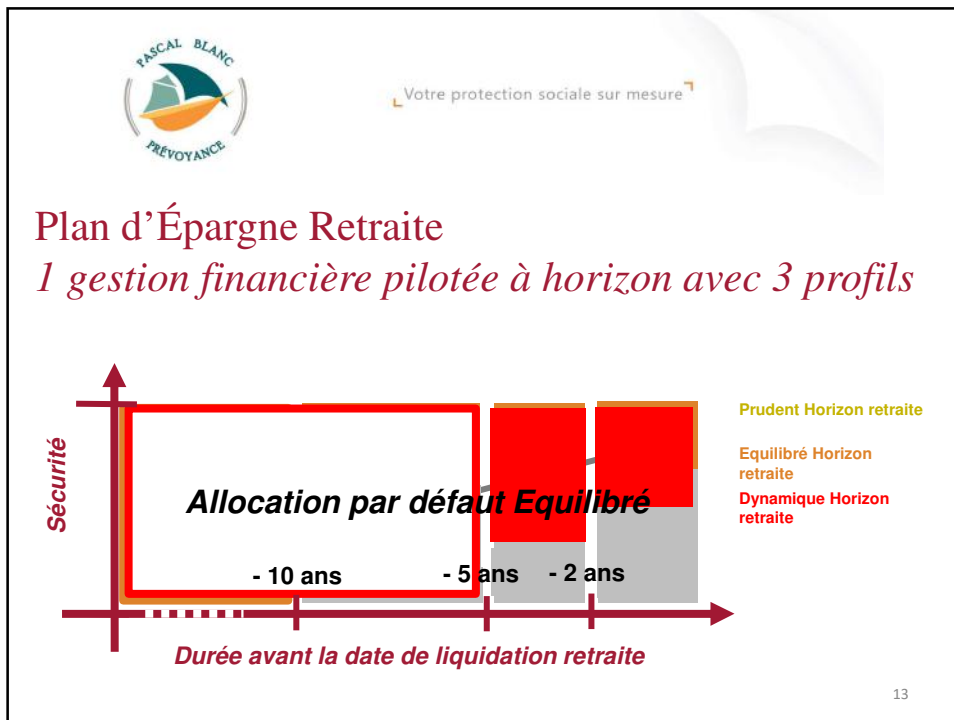 PASCAL BLANC
PRÉVOYANCE
Votre protection sociale sur mesure
Plan d’Épargne Retraite
1 gestion financière pilotée à horizon avec 3 profils
Sécurité
Allocation par défaut Equilibré
- 10 ans
- 5 ans
- 2 ans
Durée avant la date de liquidation retraite
Prudent Horizon retraite
Equilibré Horizon
retraite
Dynamique Horizon
retraite
13